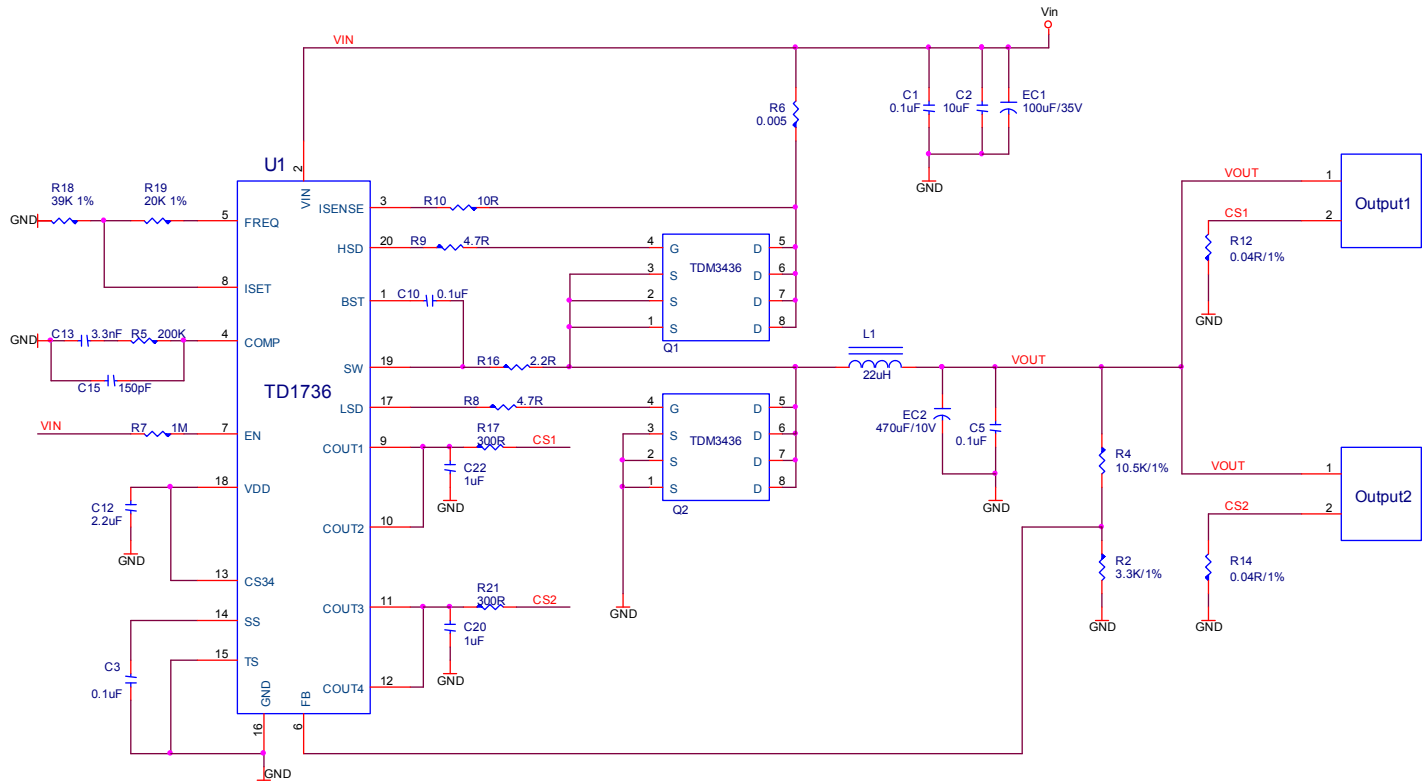 Vin
VIN
C1
0.1uF
C2
10uF
EC1
100uF/35V
GND
R6
0.005
U1
2
VIN
R18
39K 1%
R19
20K 1%
GND
5
FREQ
8
ISET
GND
C13
3.3nF
R5
200K
4
COMP
C15
150pF
TD1736
VIN
R7
1M
7
EN
18
VDD
C12
2.2uF
GND
13
CS34
14
SS
15
TS
C3
0.1uF
GND
16
FB
6
GND
ISENSE
3
R10
10R
HSD
20
R9
4.7R
BST
1
C10
0.1uF
SW
19
R16
2.2R
LSD
17
R8
4.7R
COUT1
9
R17
300R
CS1
C22
1uF
GND
COUT2
10
COUT3
11
R21
300R
CS2
C20
1uF
GND
COUT4
12
4
G
D
5
3
S
TDM3436
D
6
2
S
D
7
1
S
D
8
Q1
4
G
D
5
3
S
TDM3436
D
6
2
S
D
7
1
S
D
8
Q2
GND
L1
22uH
VOUT
EC2
470uF/10V
C5
0.1uF
GND
R4
10.5K/1%
R2
3.3K/1%
GND
VOUT
1
CS1
2
Output1
R12
0.04R/1%
GND
VOUT
1
CS2
2
Output2
R14
0.04R/1%
GND